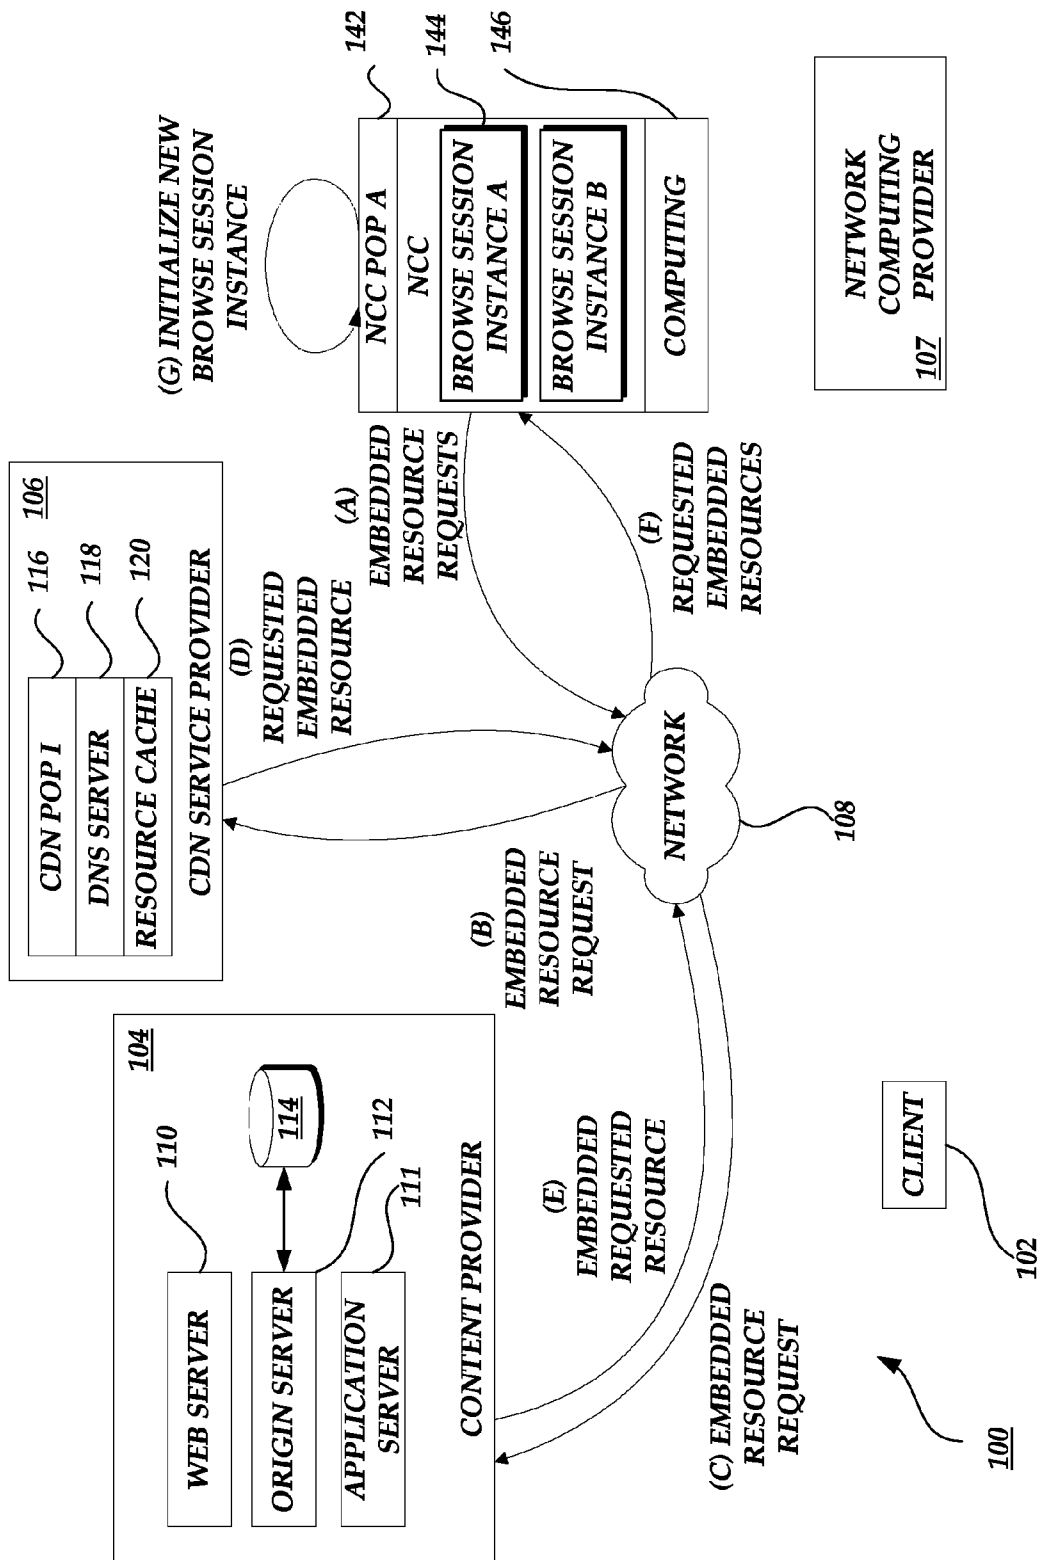 104
WEB SERVER
110
ORIGIN SERVER
114
112
APPLICATION
SERVER
111
CONTENT PROVIDER
106
CDN POP I
116
DNS SERVER
118
RESOURCE CACHE
120
CDN SERVICE PROVIDER
(G) INITIALIZE NEW
BROWSE SESSION
INSTANCE
NCC POP A
142
NCC
BROWSE SESSION
INSTANCE A
144
BROWSE SESSION
INSTANCE B
COMPUTING
146
(A)
EMBEDDED
RESOURCE
REQUESTS
(D)
REQUESTED
EMBEDDED
RESOURCE
(B)
EMBEDDED
RESOURCE
REQUEST
(F)
REQUESTED
EMBEDDED
RESOURCES
NETWORK
108
(E)
EMBEDDED
REQUESTED
RESOURCE
(C) EMBEDDED
RESOURCE
REQUEST
CLIENT
102
100
NETWORK
COMPUTING
PROVIDER
107